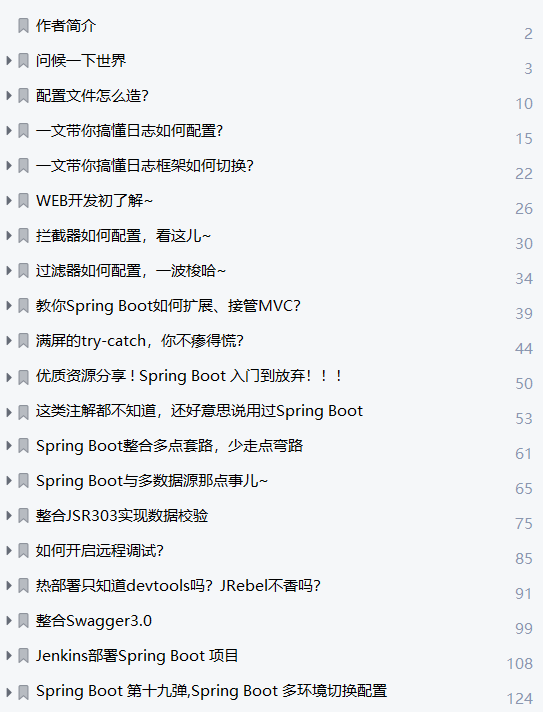 作者简介 2
问候一下世界 3
配置文件怎么造? 10
一文带你搞懂日志如何配置? 15
一文带你搞懂日志框架如何切换? 22
WEB开发初了解~ 26
拦截器如何配置，看这儿~ 30
过滤器如何配置，一波梭哈~ 34
教你Spring Boot如何扩展、接管MVC? 39
满屏的try-catch，你不瘆得慌? 44
优质资源分享！Spring Boot 入门到放弃！！！ 50
这类注解都不知道，还好意思说用过Spring Boot 53
Spring Boot整合多点套路，少走点弯路 61
Spring Boot与多数据源那点事儿~ 65
整合JSR303实现数据校验 75
如何开启远程调试? 85
热部署只知道devtools吗? JRebel不香吗? 91
整合Swagger3.0 99
Jenkins部署Spring Boot 项目 108
Spring Boot 第十九弹,Spring Boot 多环境切换配置 124